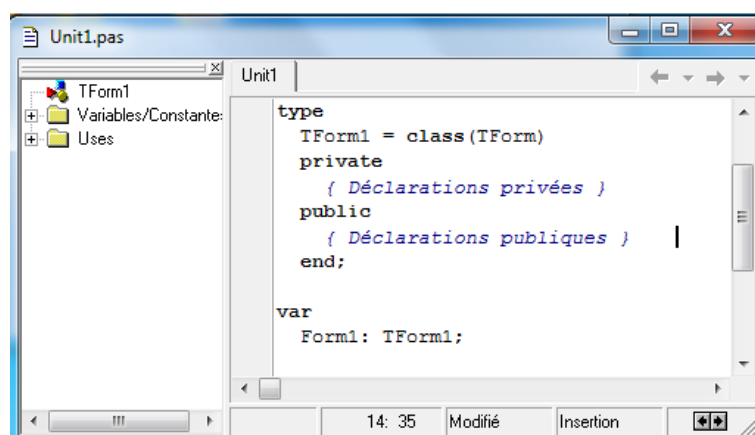 Unit1.pas
TForm1
Variables/Constante
Uses
Unit1
type
TForm1 = class(TForm)
private
{ Déclarations privées }
public
{ Déclarations publiques }
end;
var
Form1: TForm1;
14: 35 Modifié Insertion